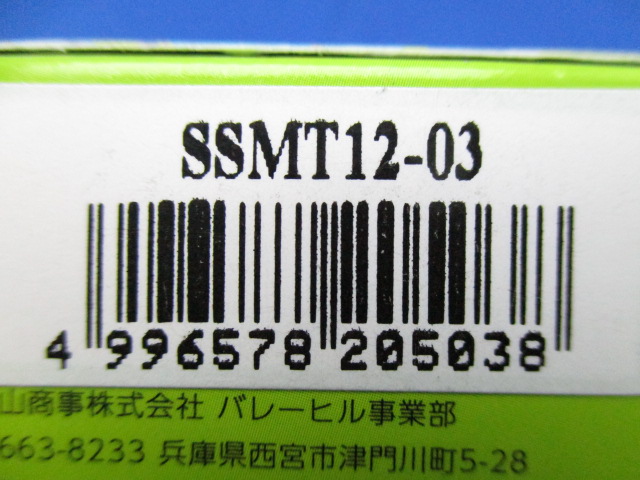 SSMT12-03
4 996578 205038
山商事株式会社 バレーヒル事業部
663-8233 兵庫県西宮市津門川町5-28